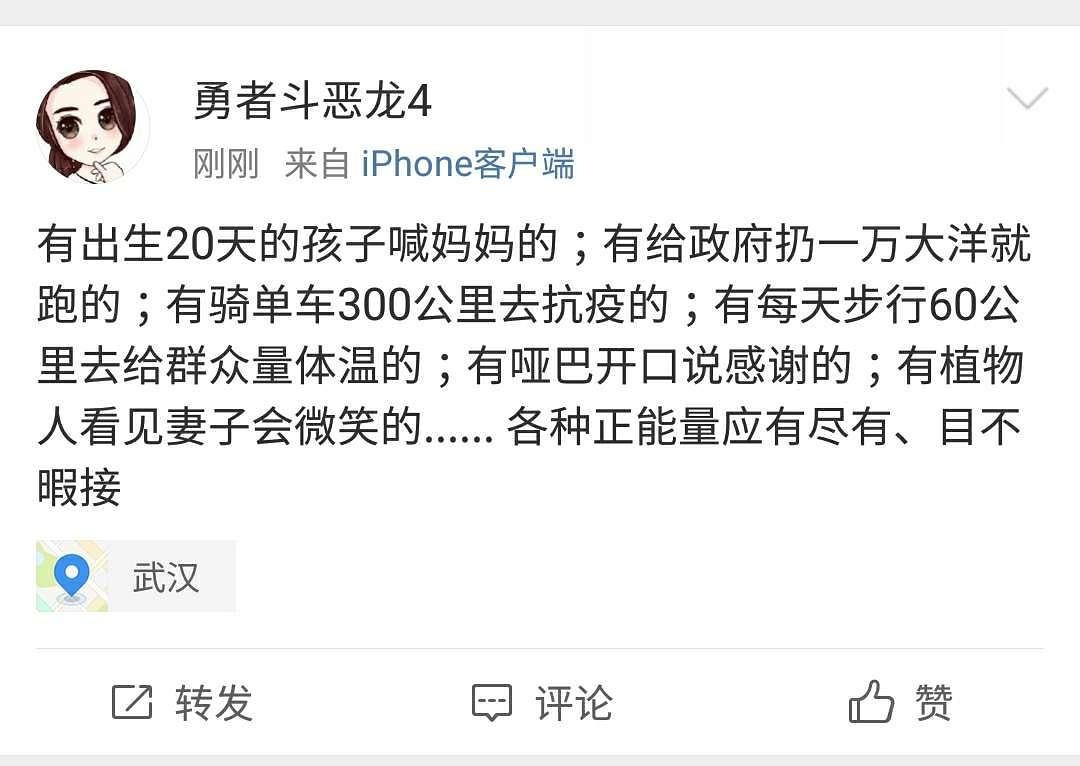 勇者斗恶龙4
刚刚 来自 iPhone客户端
有出生20天的孩子喊妈妈的；有给政府扔一万大洋就
跑的；有骑单车300公里去抗疫的；有每天步行60公
里去给群众量体温的；有哑巴开口说感谢的；有植物
人看见妻子会微笑的...... 各种正能量应有尽有、目不
暇接
武汉
转发 评论 赞